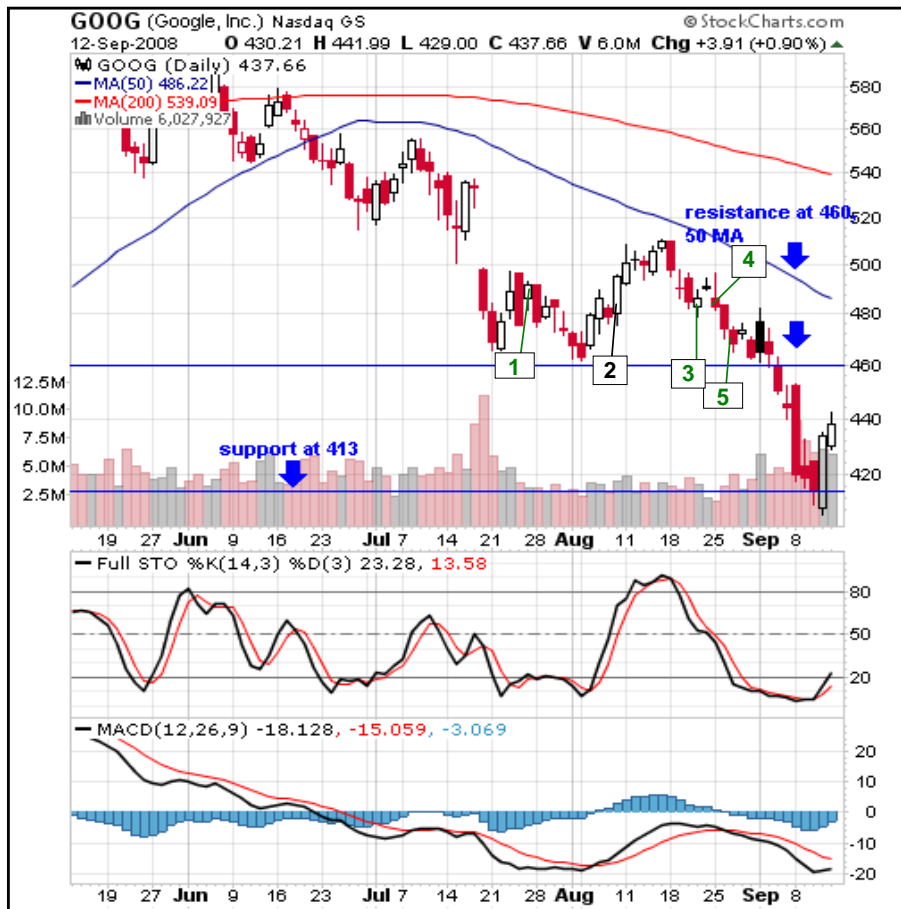 GOOG (Google, Inc.) Nasdaq GS
© StockCharts.com
12-Sep-2008 O 430.21 H 441.99 L 429.00 C 437.66 V 6.0M Chg +3.91 (+0.90%)
GOOG (Daily) 437.66
MA(50) 486.22
MA(200) 539.09
Volume 6,027,927
580
560
540
520
500
480
460
440
420
resistance at 460,
50 MA
4
1
2
3
5
12.5M
10.0M
7.5M
5.0M
2.5M
support at 413
19 27 Jun 9 16 23 Jul 7 14 21 28 Aug 11 18 25 Sep 8
Full STO %K(14,3) %D(3) 23.28, 13.58
80
50
20
MACD(12,26,9) -18.128, -15.059, -3.069
20
10
0
-10
-20
19 27 Jun 9 16 23 Jul 7 14 21 28 Aug 11 18 25 Sep 8